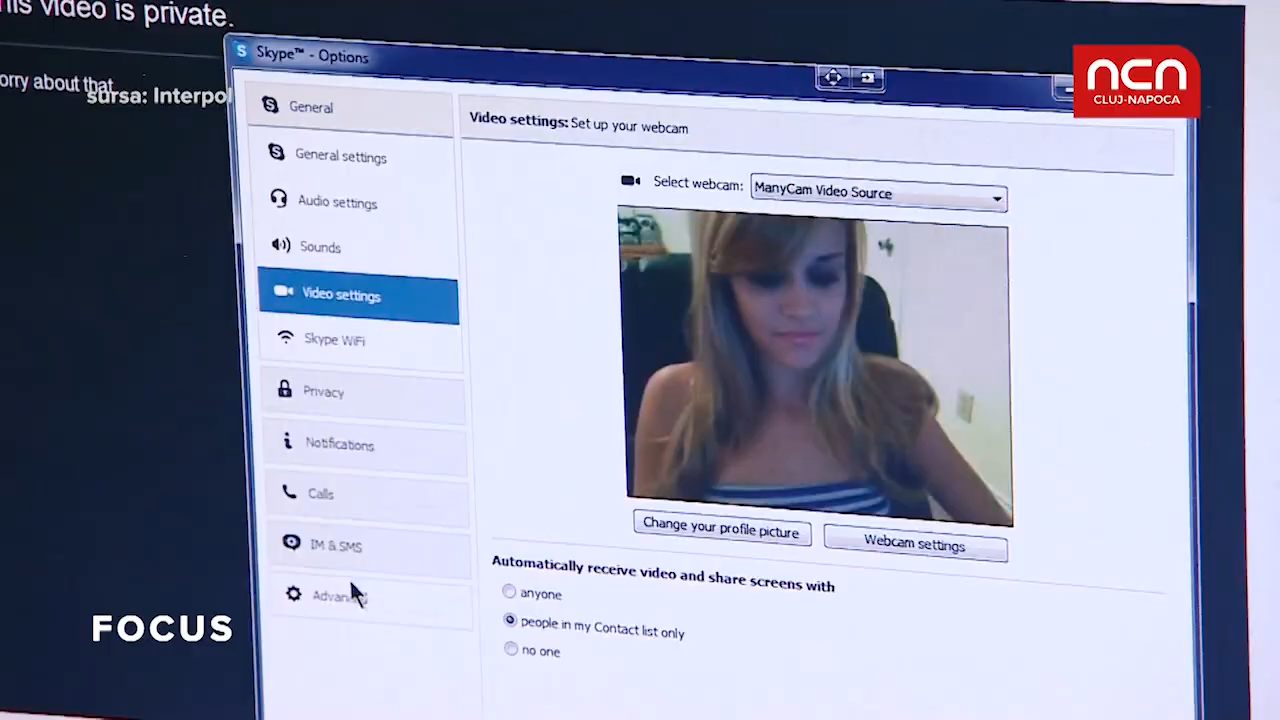 his video is private.
orry about that.
sursa: Interpol
Skype™ - Options
ncn
CLUJ-NAPOCA
General
General settings
Audio settings
Sounds
Video settings
Skype WiFi
Privacy
Notifications
Calls
IM & SMS
Advanced
Video settings: Set up your webcam
Select webcam: ManyCam Video Source
Change your profile picture
Webcam settings
Automatically receive video and share screens with
anyone
people in my Contact list only
no one
FOCUS